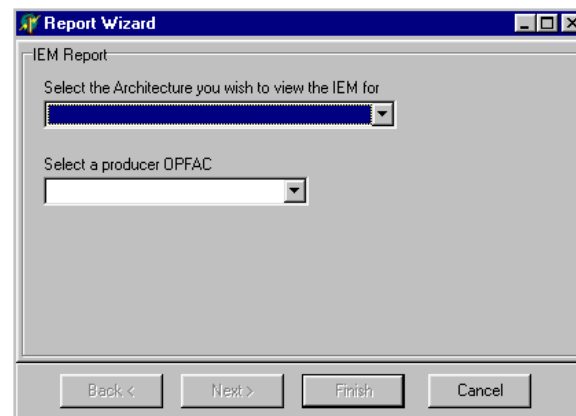 Report Wizard
IEM Report
Select the Architecture you wish to view the IEM for
Select a producer OPFAC
Back < Next > Finish Cancel